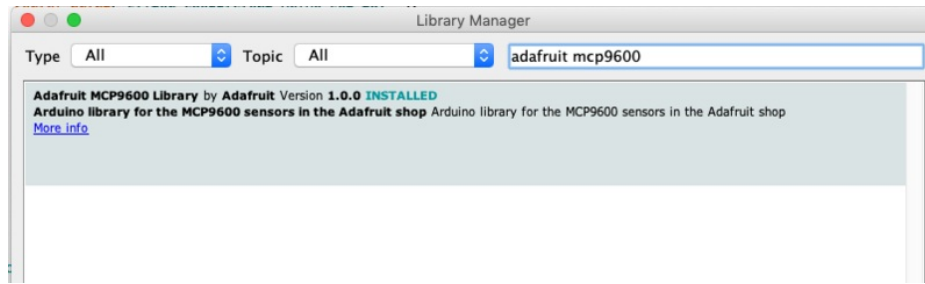 Library Manager
Type All Topic All adafruit mcp9600
Adafruit MCP9600 Library by Adafruit Version 1.0.0 INSTALLED
Arduino library for the MCP9600 sensors in the Adafruit shop Arduino library for the MCP9600 sensors in the Adafruit shop
More info